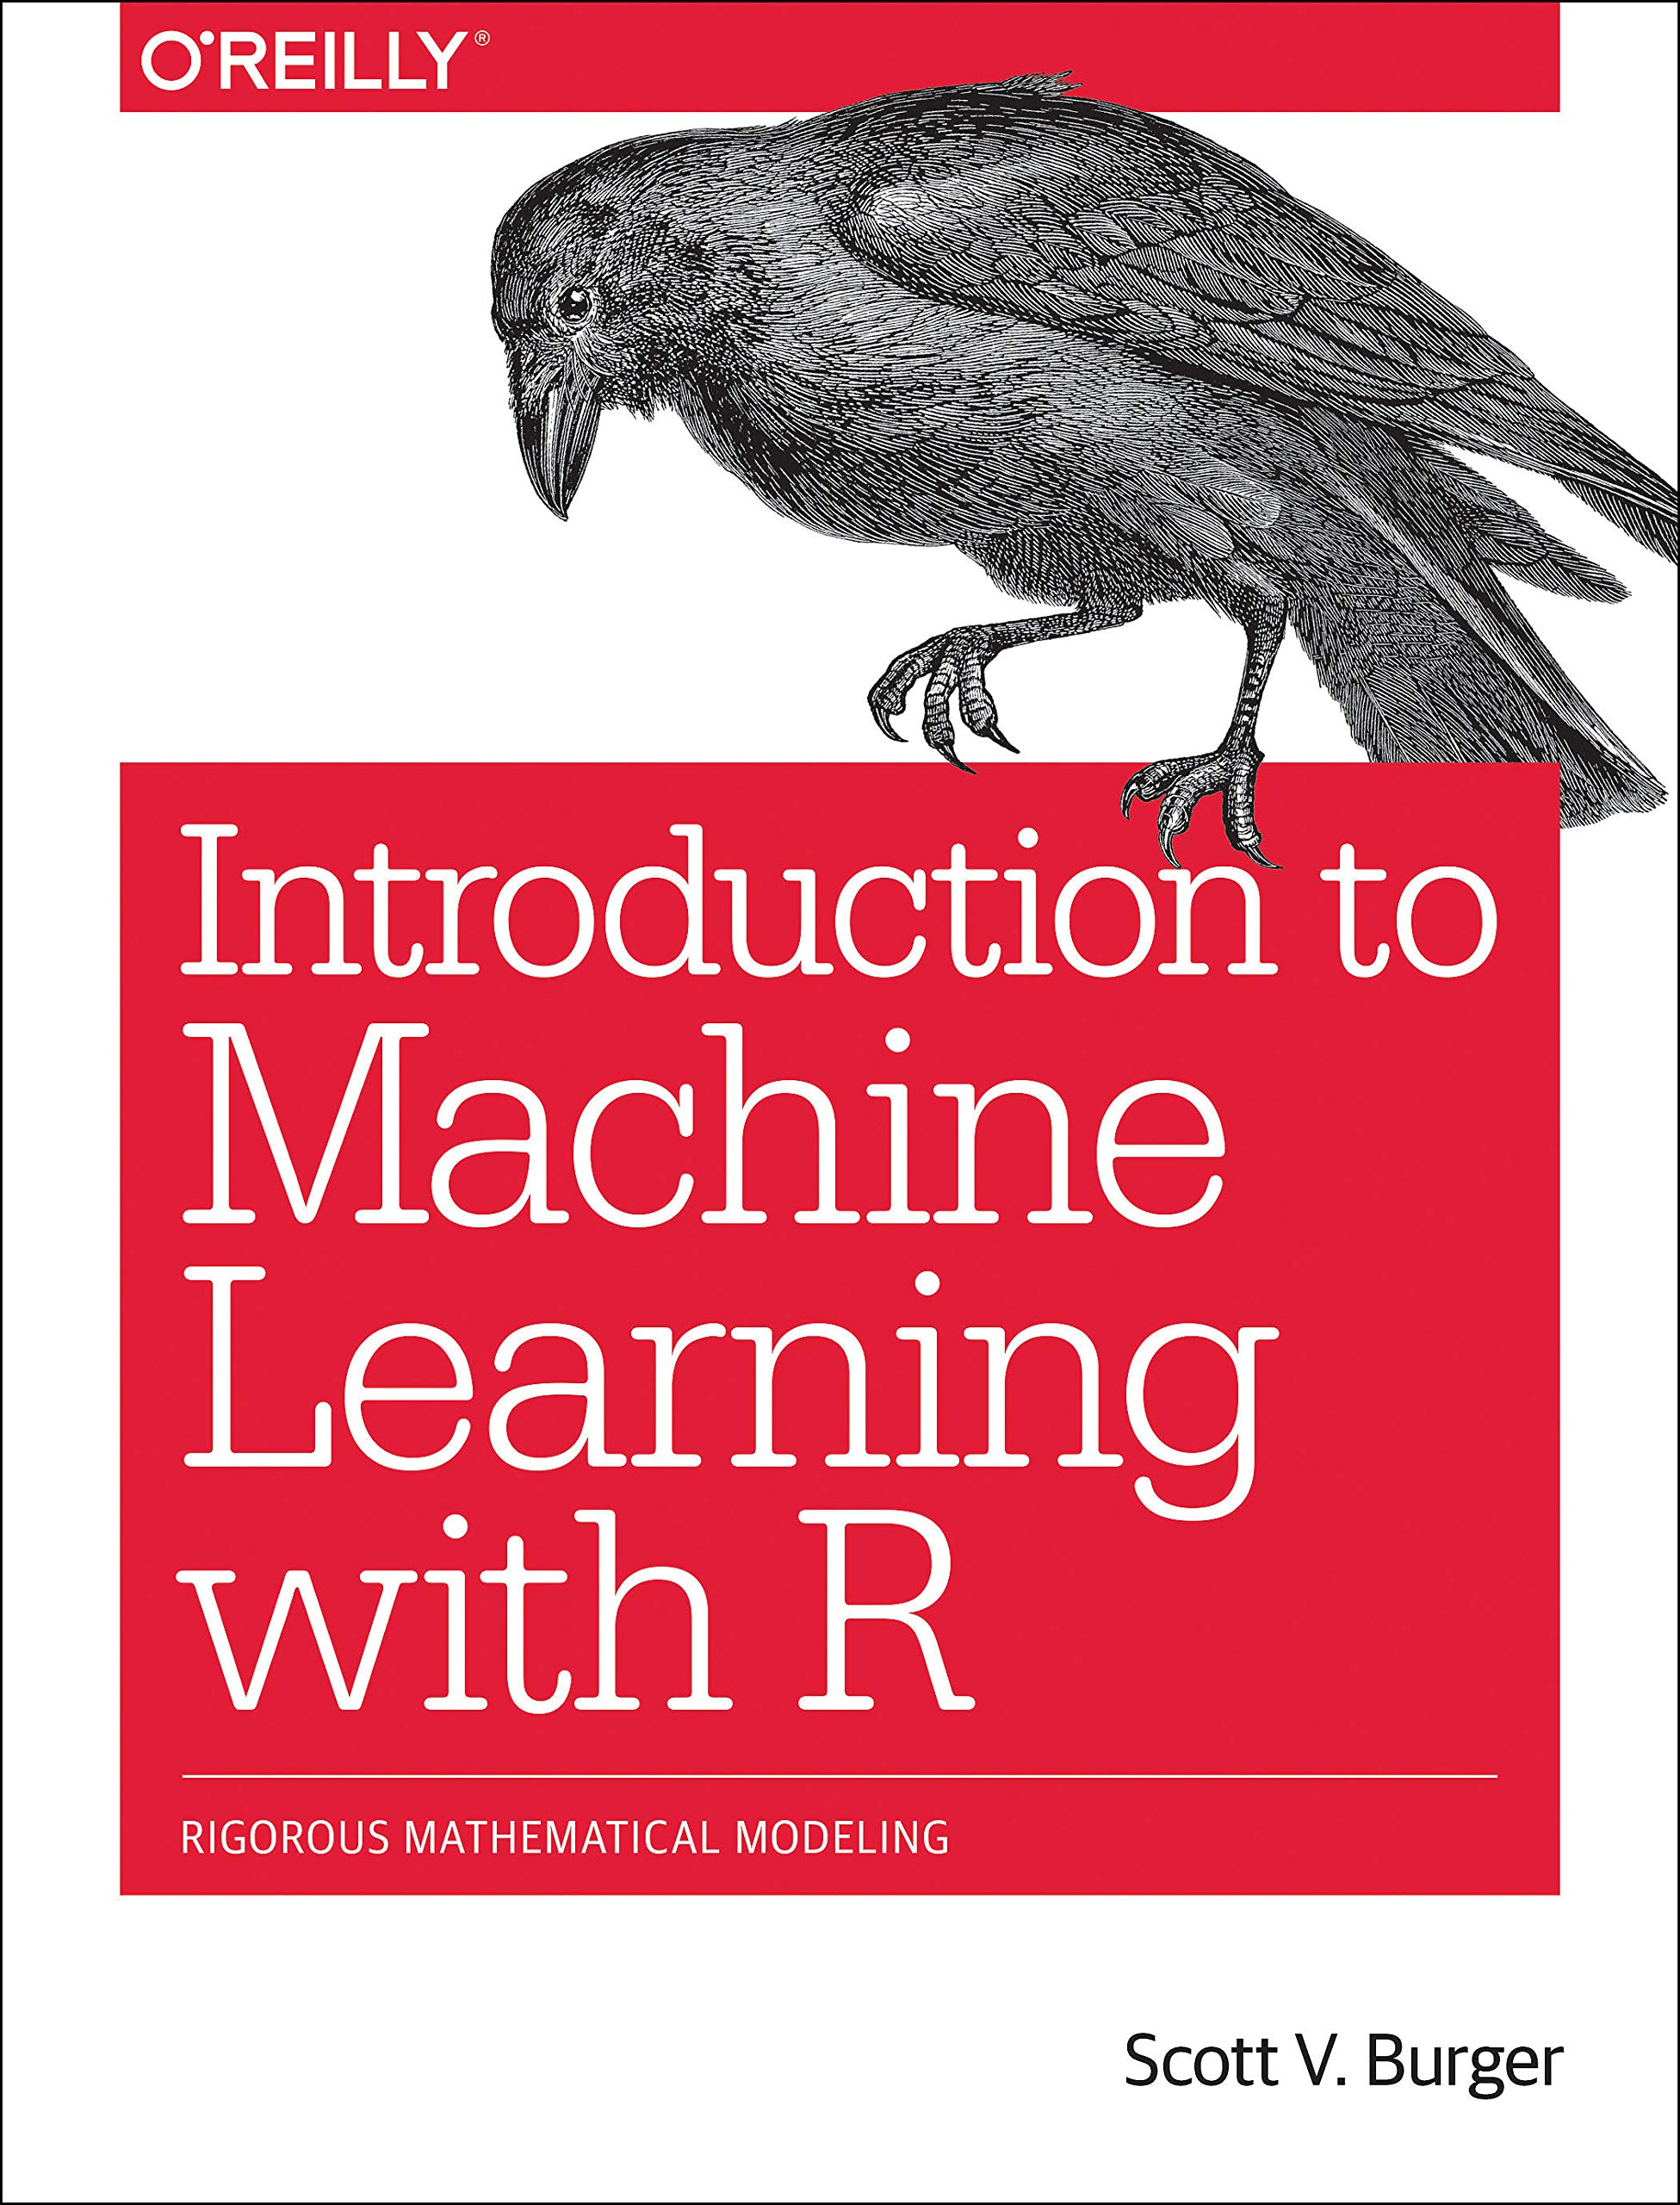 O'REILLY®
Introduction to
Machine
Learning
with R
RIGOROUS MATHEMATICAL MODELING
Scott V. Burger